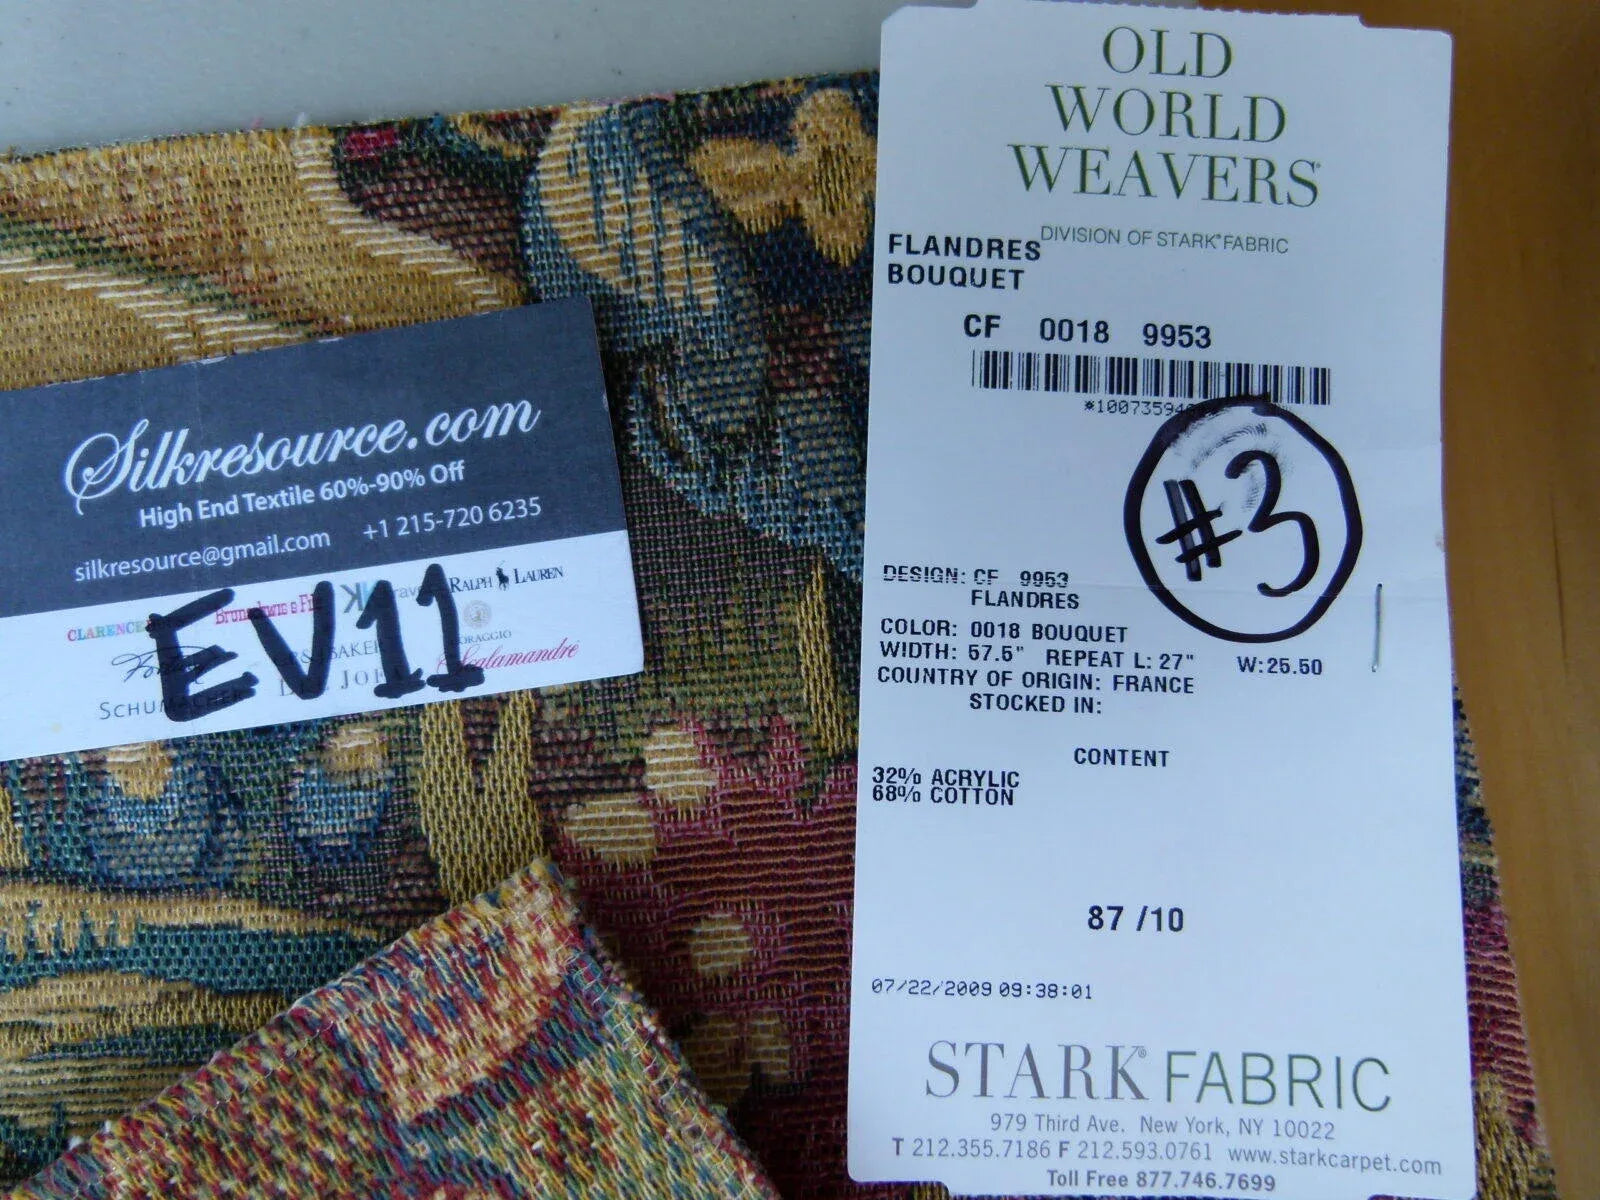 Silkresource.com
High End Textile 60%-90% Off
silkresource@gmail.com +1 215-720 6235
RALPH LAUREN
CLARENCE
BAKER
Scalamandre
EV11
OLD
WORLD
WEAVERS®
DIVISION OF STARK® FABRIC
FLANDRES
BOUQUET
CF 0018 9953
*10073594
#3
DESIGN: CF 9953
FLANDRES
COLOR: 0018 BOUQUET
WIDTH: 57.5" REPEAT L: 27" W:25.50
COUNTRY OF ORIGIN: FRANCE
STOCKED IN:
CONTENT
32% ACRYLIC
68% COTTON
87 /10
07/22/2009 09:38:01
STARK® FABRIC
979 Third Ave. New York, NY 10022
T 212.355.7186 F 212.593.0761 www.starkcarpet.com
Toll Free 877.746.7699